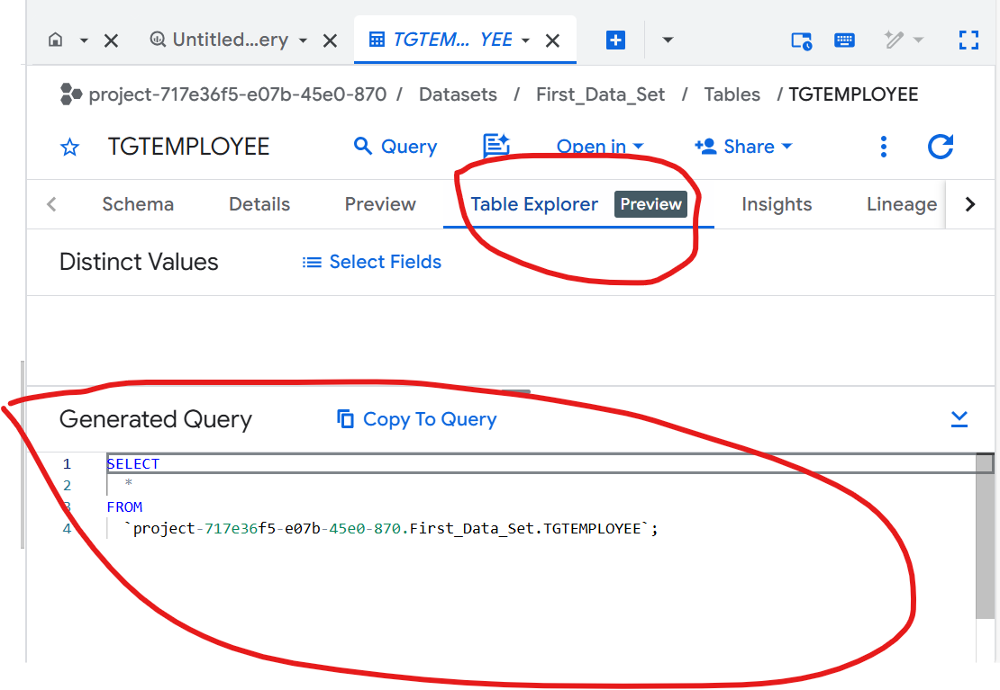 Untitled...ery TGTEM... YEE
project-717e36f5-e07b-45e0-870 / Datasets / First_Data_Set / Tables / TGTEMPLOYEE
TGTEMPLOYEE Query Open in Share
Schema Details Preview Table Explorer Preview Insights Lineage
Distinct Values Select Fields
Generated Query Copy To Query
1 SELECT
2 *
3 FROM
4 `project-717e36f5-e07b-45e0-870.First_Data_Set.TGTEMPLOYEE`;